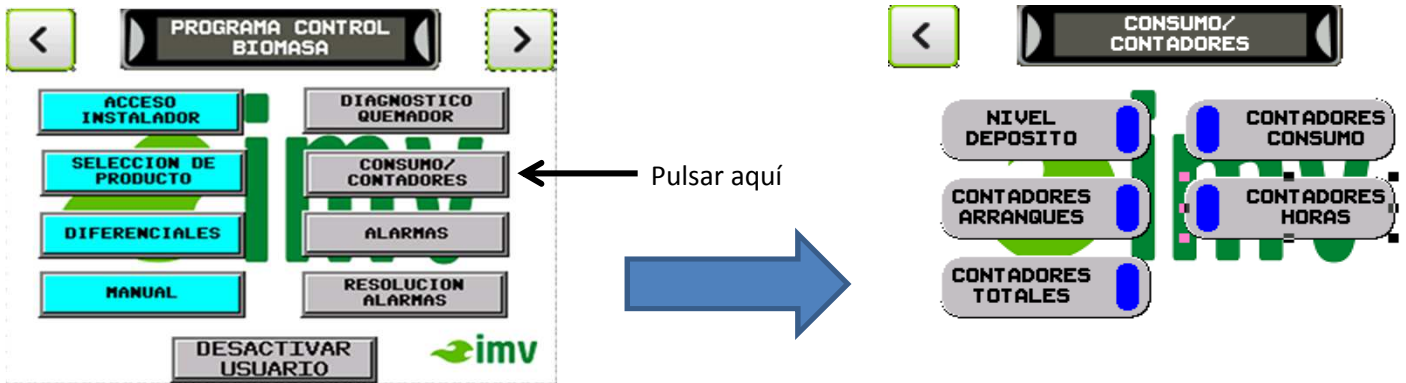 PROGRAMA CONTROL
BIOMASA
ACCESO
INSTALADOR
DIAGNOSTICO
QUEMADOR
SELECCION DE
PRODUCTO
CONSUMO/
CONTADORES
DIFERENCIALES
ALARMAS
MANUAL
RESOLUCION
ALARMAS
DESACTIVAR
USUARIO
imv
Pulsar aquí
CONSUMO/
CONTADORES
NIVEL
DEPOSITO
CONTADORES
CONSUMO
CONTADORES
ARRANQUES
CONTADORES
HORAS
CONTADORES
TOTALES
imv